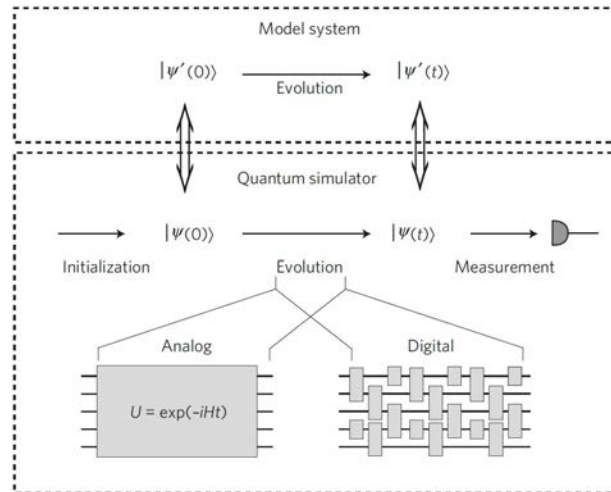 Model system
|ψ′(0)⟩ |ψ′(t)⟩
Evolution
Quantum simulator
|ψ(0)⟩ |ψ(t)⟩
Initialization Evolution Measurement
Analog Digital
U = exp(–iHt)